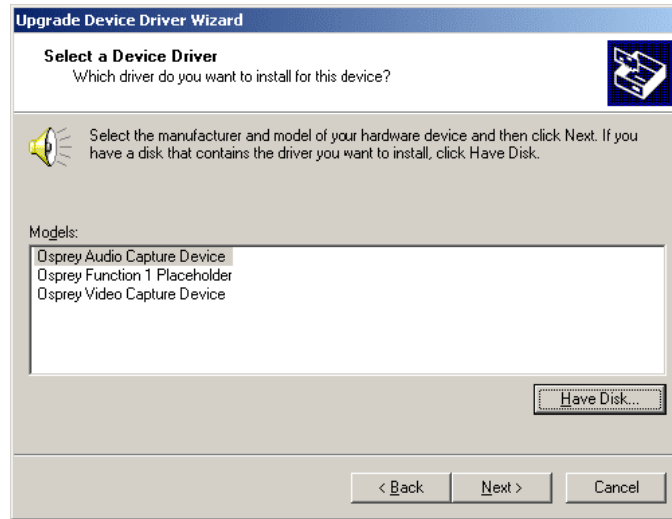 Upgrade Device Driver Wizard
Select a Device Driver
Which driver do you want to install for this device?
Select the manufacturer and model of your hardware device and then click Next. If you
have a disk that contains the driver you want to install, click Have Disk.
Models:
Osprey Audio Capture Device
Osprey Function 1 Placeholder
Osprey Video Capture Device
Have Disk...
< Back
Next >
Cancel